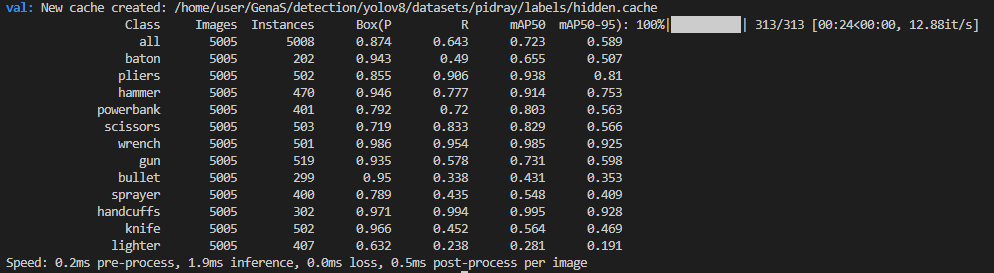 val: New cache created: /home/user/GenaS/detection/yolov8/datasets/pidray/labels/hidden.cache
Class Images Instances Box(P R mAP50 mAP50-95): 100%|██████████| 313/313 [00:24<00:00, 12.88it/s]
all 5005 5008 0.874 0.643 0.723 0.589
baton 5005 202 0.943 0.49 0.655 0.507
pliers 5005 502 0.855 0.906 0.938 0.81
hammer 5005 470 0.946 0.777 0.914 0.753
powerbank 5005 401 0.792 0.72 0.803 0.563
scissors 5005 503 0.719 0.833 0.829 0.566
wrench 5005 501 0.986 0.954 0.985 0.925
gun 5005 519 0.935 0.578 0.731 0.598
bullet 5005 299 0.95 0.338 0.431 0.353
sprayer 5005 400 0.789 0.435 0.548 0.409
handcuffs 5005 302 0.971 0.994 0.995 0.928
knife 5005 502 0.966 0.452 0.564 0.469
lighter 5005 407 0.632 0.238 0.281 0.191
Speed: 0.2ms pre-process, 1.9ms inference, 0.0ms loss, 0.5ms post-process per image